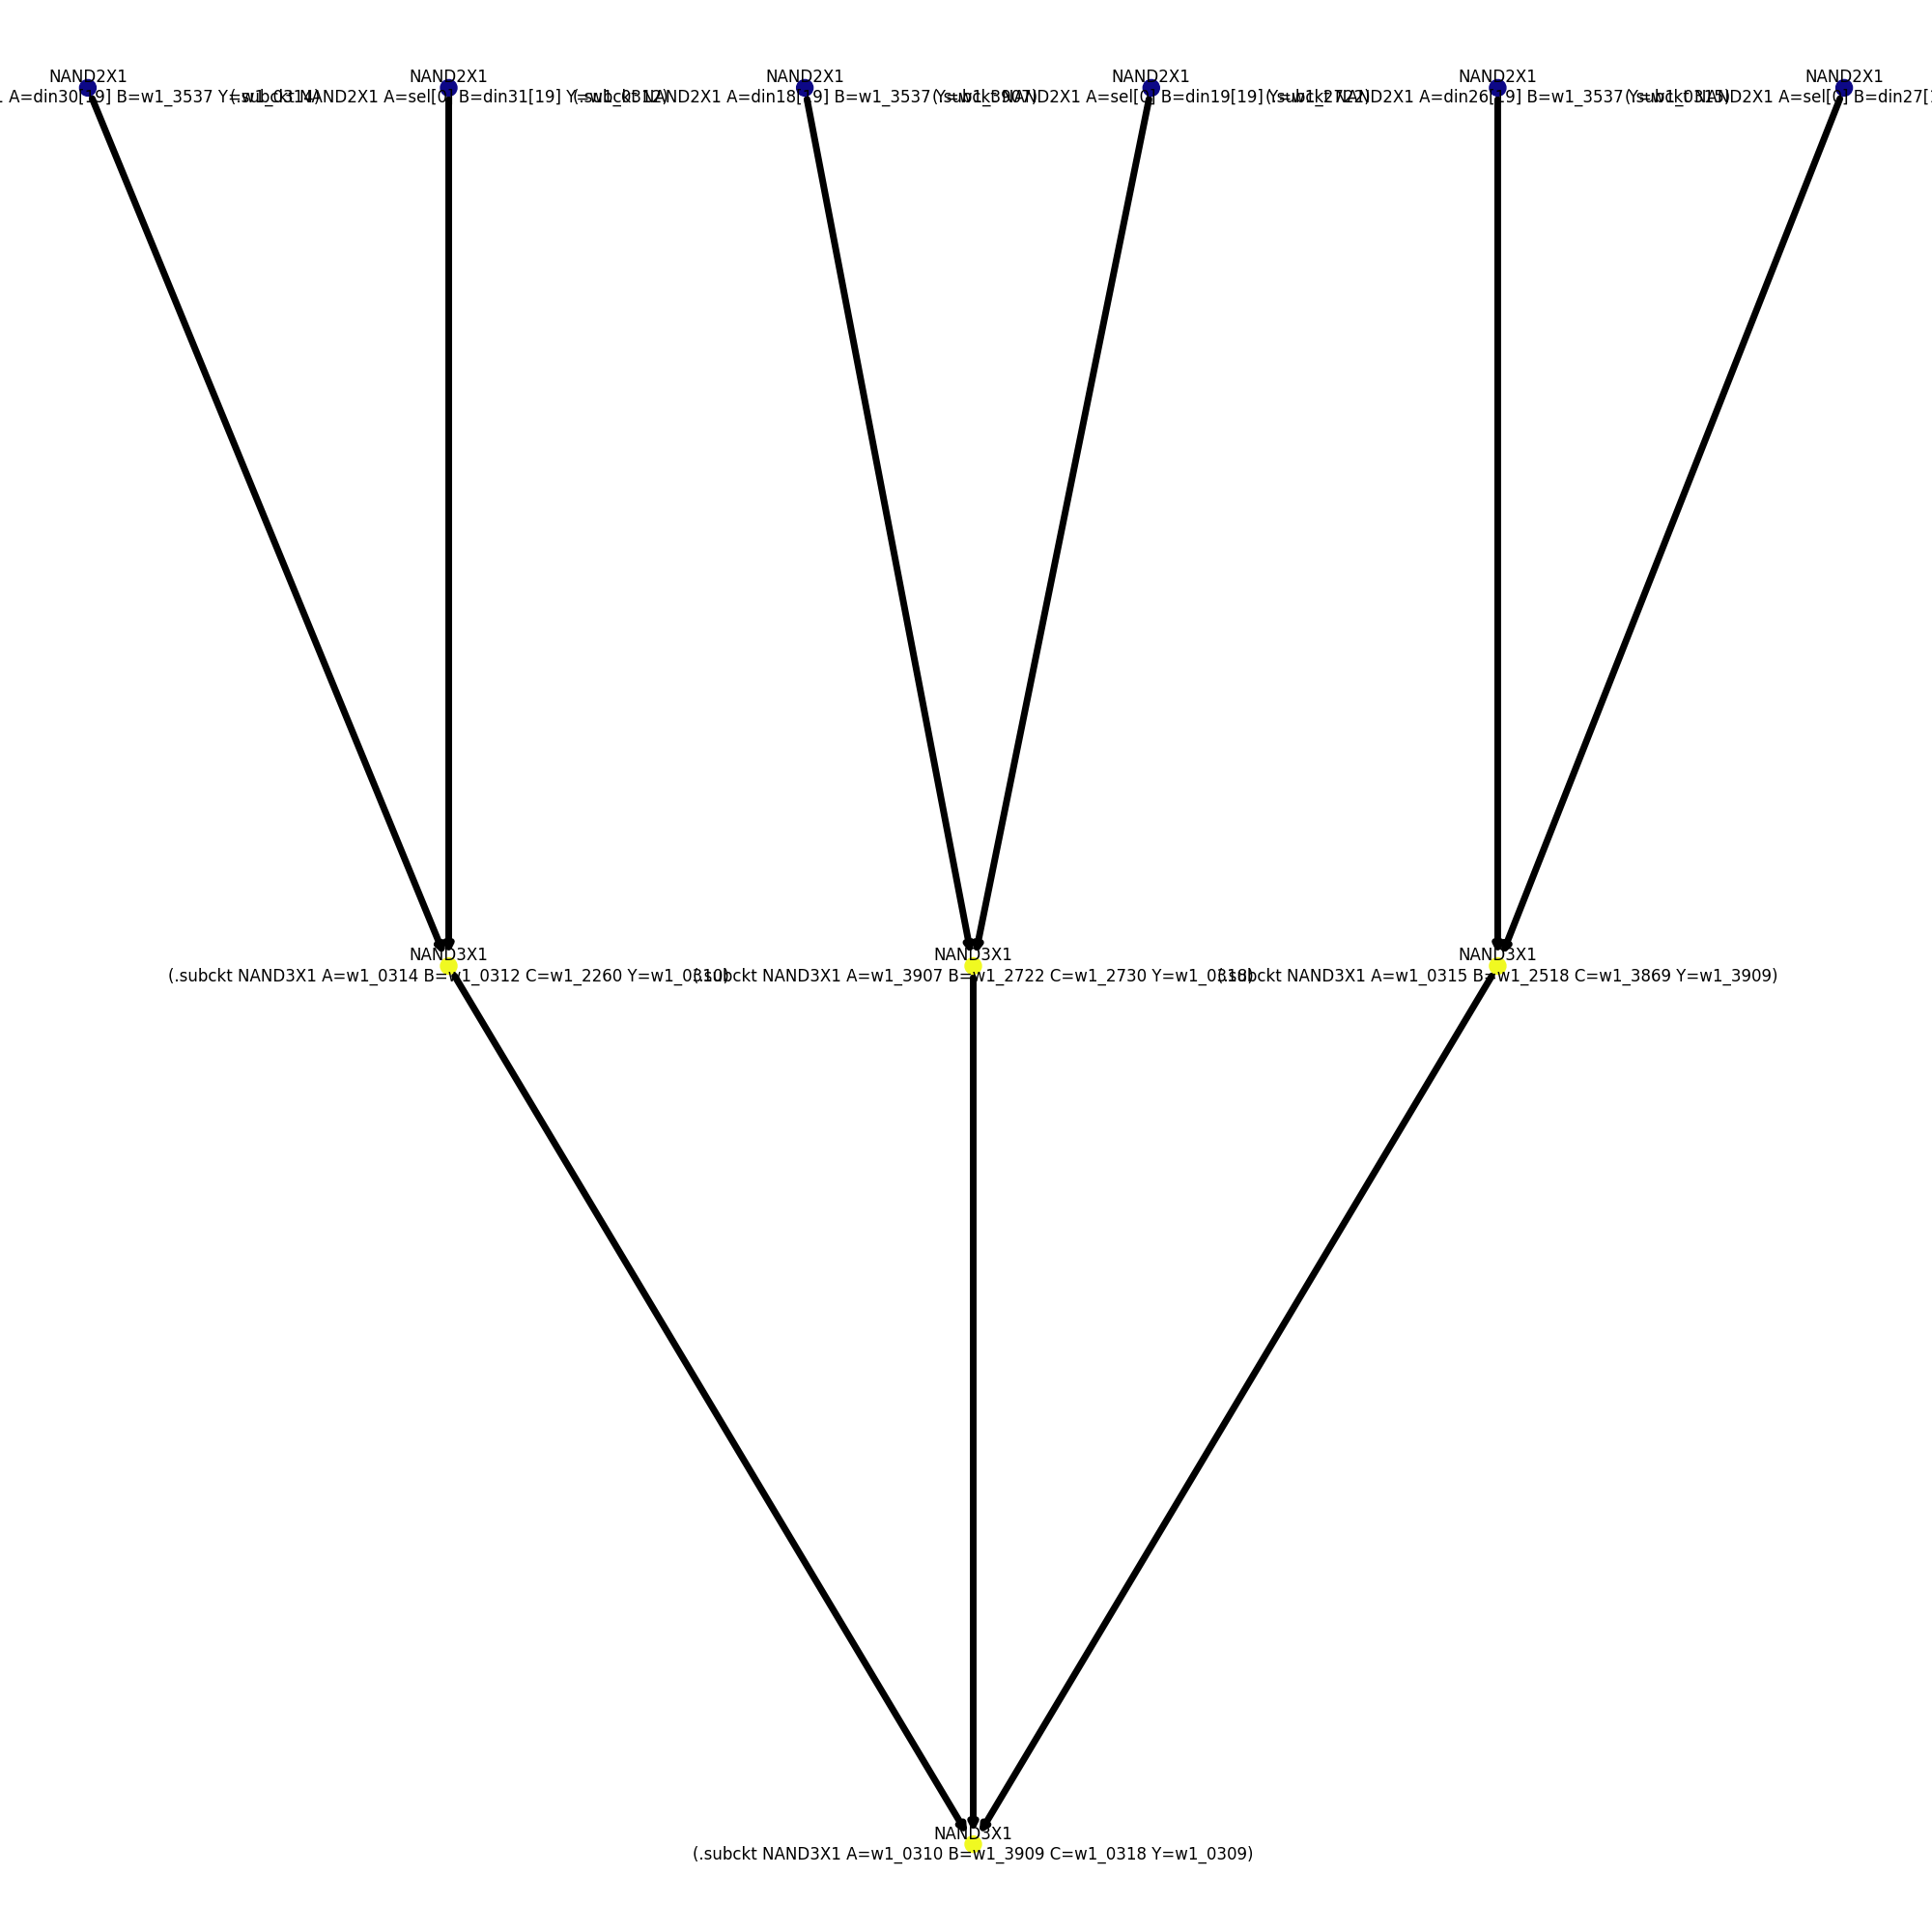 NAND2X1 NAND2X1 NAND2X1 NAND2X1 NAND2X1 NAND2X1
A=din30[19] B=w1_3537 Y=w1_0314) (.subckt NAND2X1 A=sel[0] B=din31[19] Y=w1_0312) (.subckt NAND2X1 A=din18[19] B=w1_3537 Y=w1_3907) (.subckt NAND2X1 A=sel[0] B=din19[19] Y=w1_2722) (.subckt NAND2X1 A=din26[19] B=w1_3537 Y=w1_0315) (.subckt NAND2X1 A=sel[0] B=din27[
NAND3X1 NAND3X1 NAND3X1
(.subckt NAND3X1 A=w1_0314 B=w1_0312 C=w1_2260 Y=w1_0310) (.subckt NAND3X1 A=w1_3907 B=w1_2722 C=w1_2730 Y=w1_0318) (.subckt NAND3X1 A=w1_0315 B=w1_2518 C=w1_3869 Y=w1_3909)
NAND3X1
(.subckt NAND3X1 A=w1_0310 B=w1_3909 C=w1_0318 Y=w1_0309)